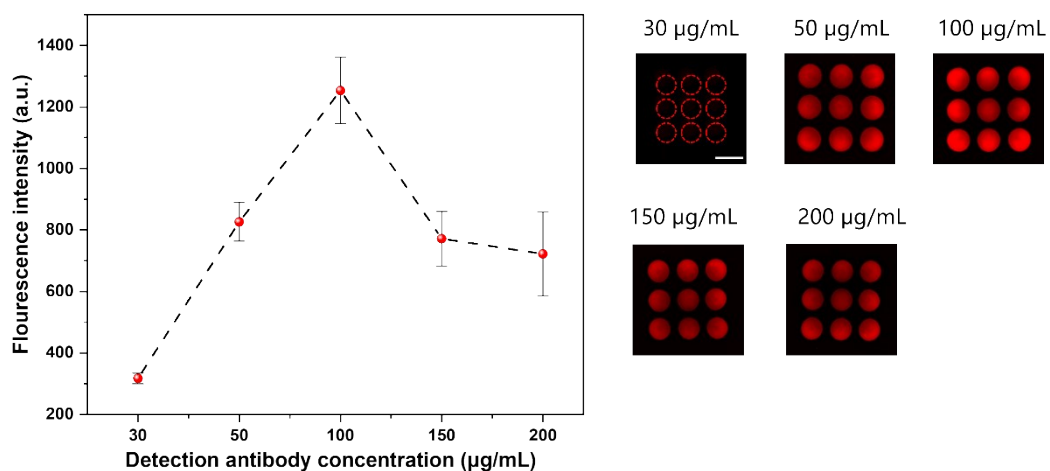 Flourescence intensity (a.u.)
1400
1200
1000
800
600
400
200
30
50
100
150
200
Detection antibody concentration (μg/mL)
30 μg/mL
50 μg/mL
100 μg/mL
150 μg/mL
200 μg/mL